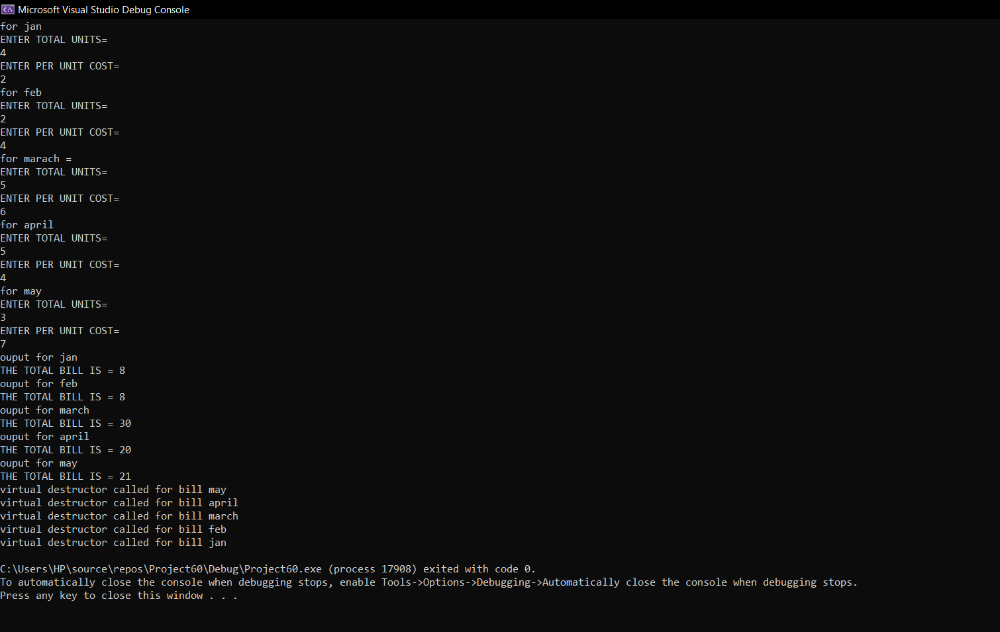 Microsoft Visual Studio Debug Console
for jan
ENTER TOTAL UNITS=
4
ENTER PER UNIT COST=
2
for feb
ENTER TOTAL UNITS=
2
ENTER PER UNIT COST=
4
for marach =
ENTER TOTAL UNITS=
5
ENTER PER UNIT COST=
6
for april
ENTER TOTAL UNITS=
5
ENTER PER UNIT COST=
4
for may
ENTER TOTAL UNITS=
3
ENTER PER UNIT COST=
7
ouput for jan
THE TOTAL BILL IS = 8
ouput for feb
THE TOTAL BILL IS = 8
ouput for march
THE TOTAL BILL IS = 30
ouput for april
THE TOTAL BILL IS = 20
ouput for may
THE TOTAL BILL IS = 21
virtual destructor called for bill may
virtual destructor called for bill april
virtual destructor called for bill march
virtual destructor called for bill feb
virtual destructor called for bill jan
C:\Users\HP\source\repos\Project60\Debug\Project60.exe (process 17908) exited with code 0.
To automatically close the console when debugging stops, enable Tools->Options->Debugging->Automatically close the console when debugging stops.
Press any key to close this window . . .